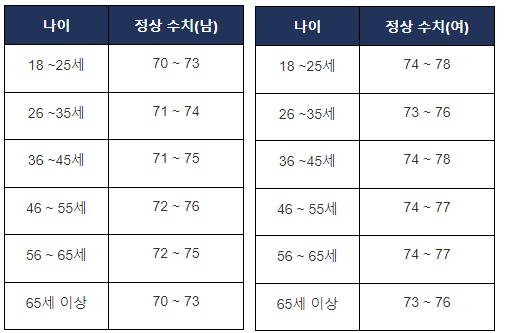 나이 정상 수치(남)
18 ~25세 70 ~ 73
26 ~35세 71 ~ 74
36 ~45세 71 ~ 75
46 ~ 55세 72 ~ 76
56 ~ 65세 72 ~ 75
65세 이상 70 ~ 73
나이 정상 수치(여)
18 ~25세 74 ~ 78
26 ~35세 73 ~ 76
36 ~45세 74 ~ 78
46 ~ 55세 74 ~ 77
56 ~ 65세 74 ~ 77
65세 이상 73 ~ 76